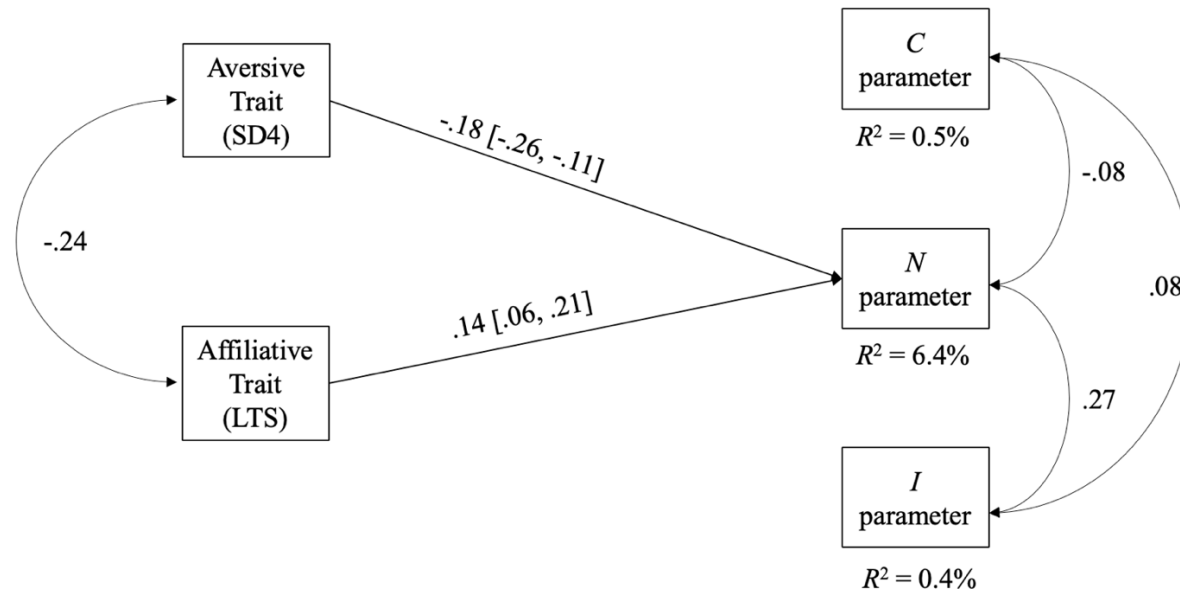 Aversive
Trait
(SD4)
Affiliative
Trait
(LTS)
-.24
-.18 [-.26, -.11]
.14 [.06, .21]
C
parameter
R² = 0.5%
N
parameter
R² = 6.4%
I
parameter
R² = 0.4%
-.08
.27
.08